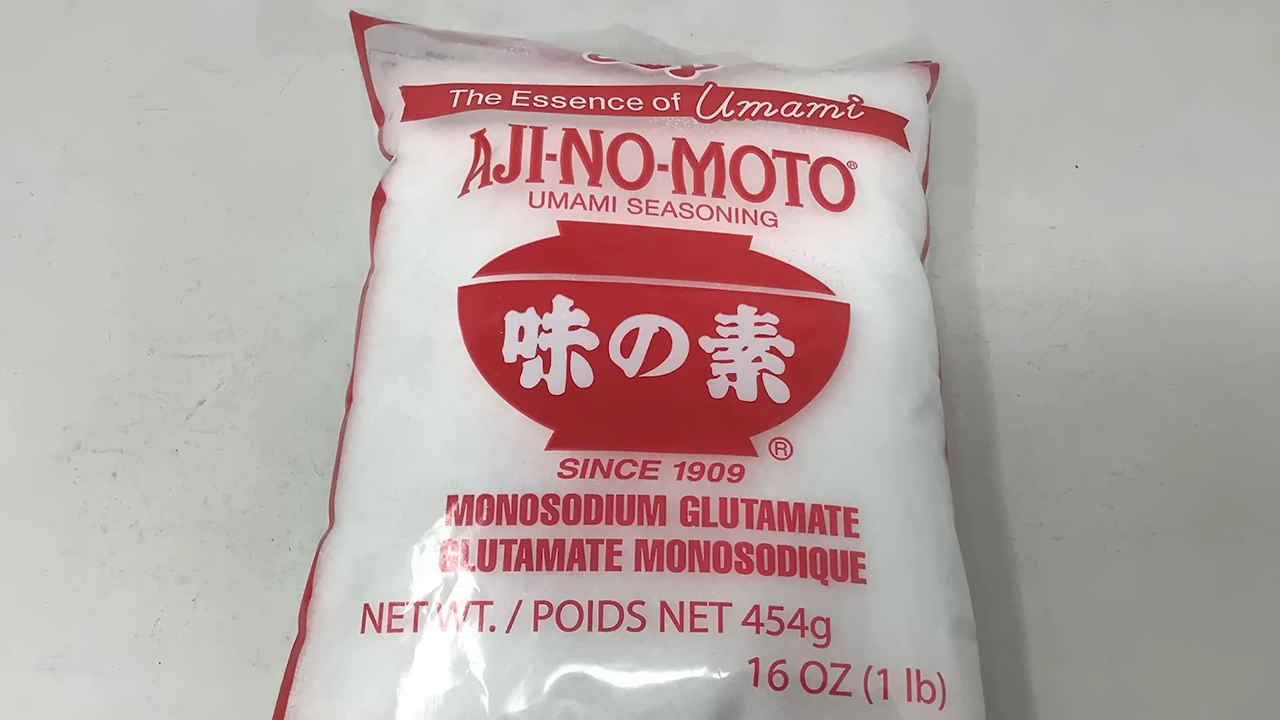 The Essence of Umami
AJI-NO-MOTO®
UMAMI SEASONING
味の素
®
SINCE 1909
MONOSODIUM GLUTAMATE
GLUTAMATE MONOSODIQUE
NET WT. / POIDS NET 454g
16 OZ (1 lb)